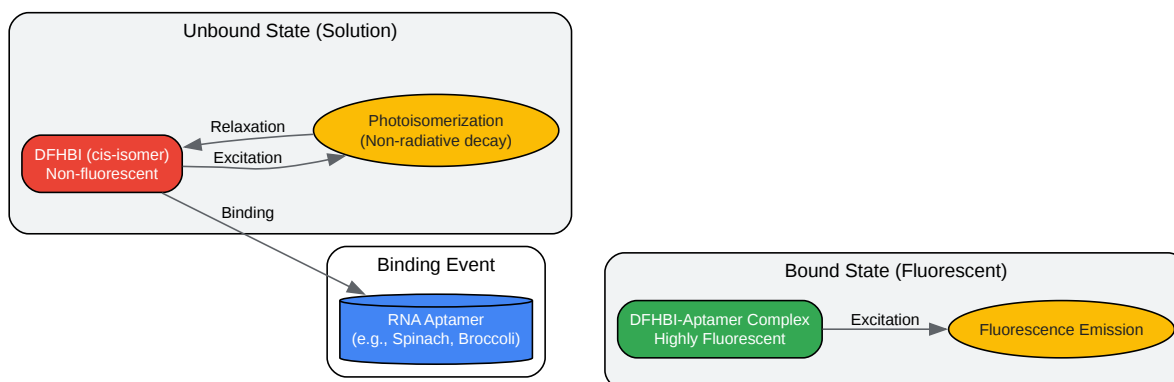 Unbound State (Solution)
Photoisomerization
(Non-radiative decay)
Relaxation
Excitation
DFHBI (cis-isomer)
Non-fluorescent
Binding
Binding Event
RNA Aptamer
(e.g., Spinach, Broccoli)
Bound State (Fluorescent)
DFHBI-Aptamer Complex
Highly Fluorescent
Excitation
Fluorescence Emission